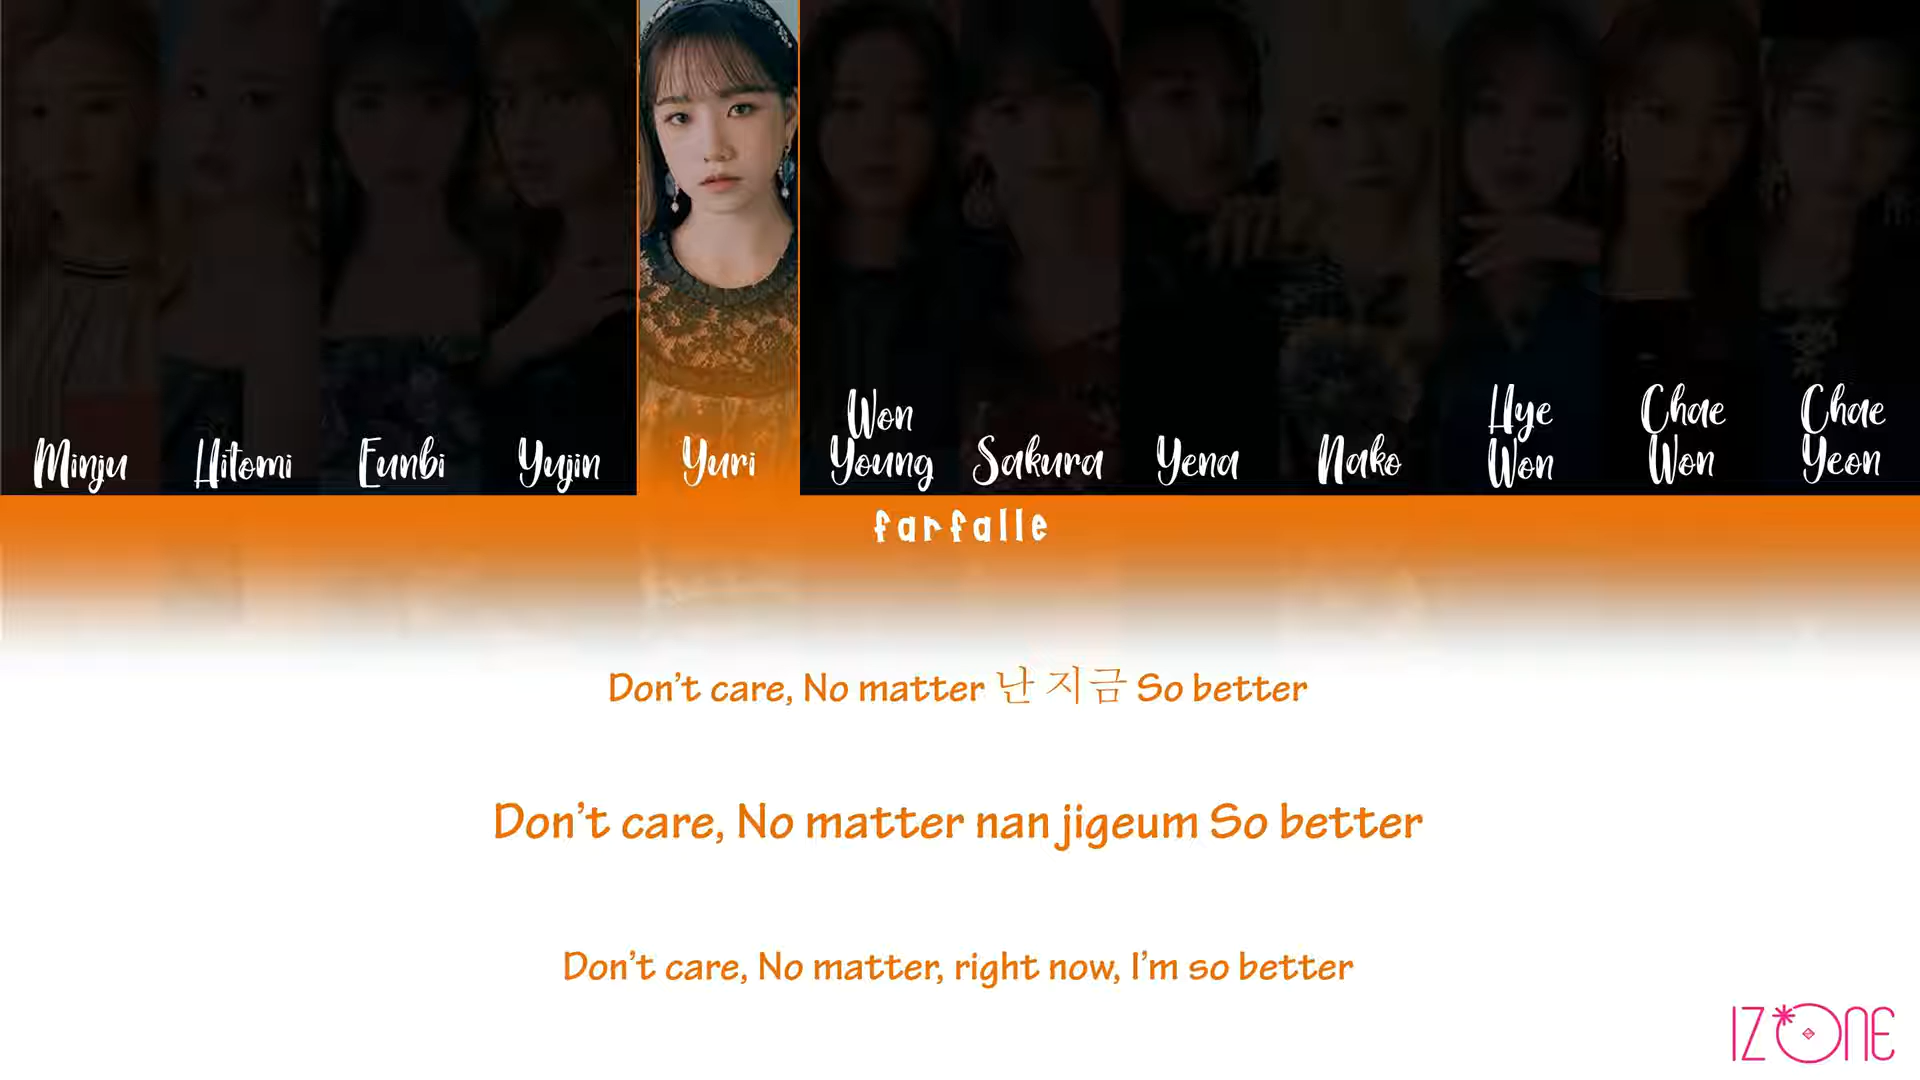 Minju
Hitomi
Eunbi
Yujin
Yuri
Won
Young
Sakura
Yena
Nako
Hye
Won
Chae
Won
Chae
Yeon
farfalle
Don't care, No matter 난 지금 So better
Don't care, No matter nan jigeum So better
Don't care, No matter, right now, I'm so better
IZ*ONE